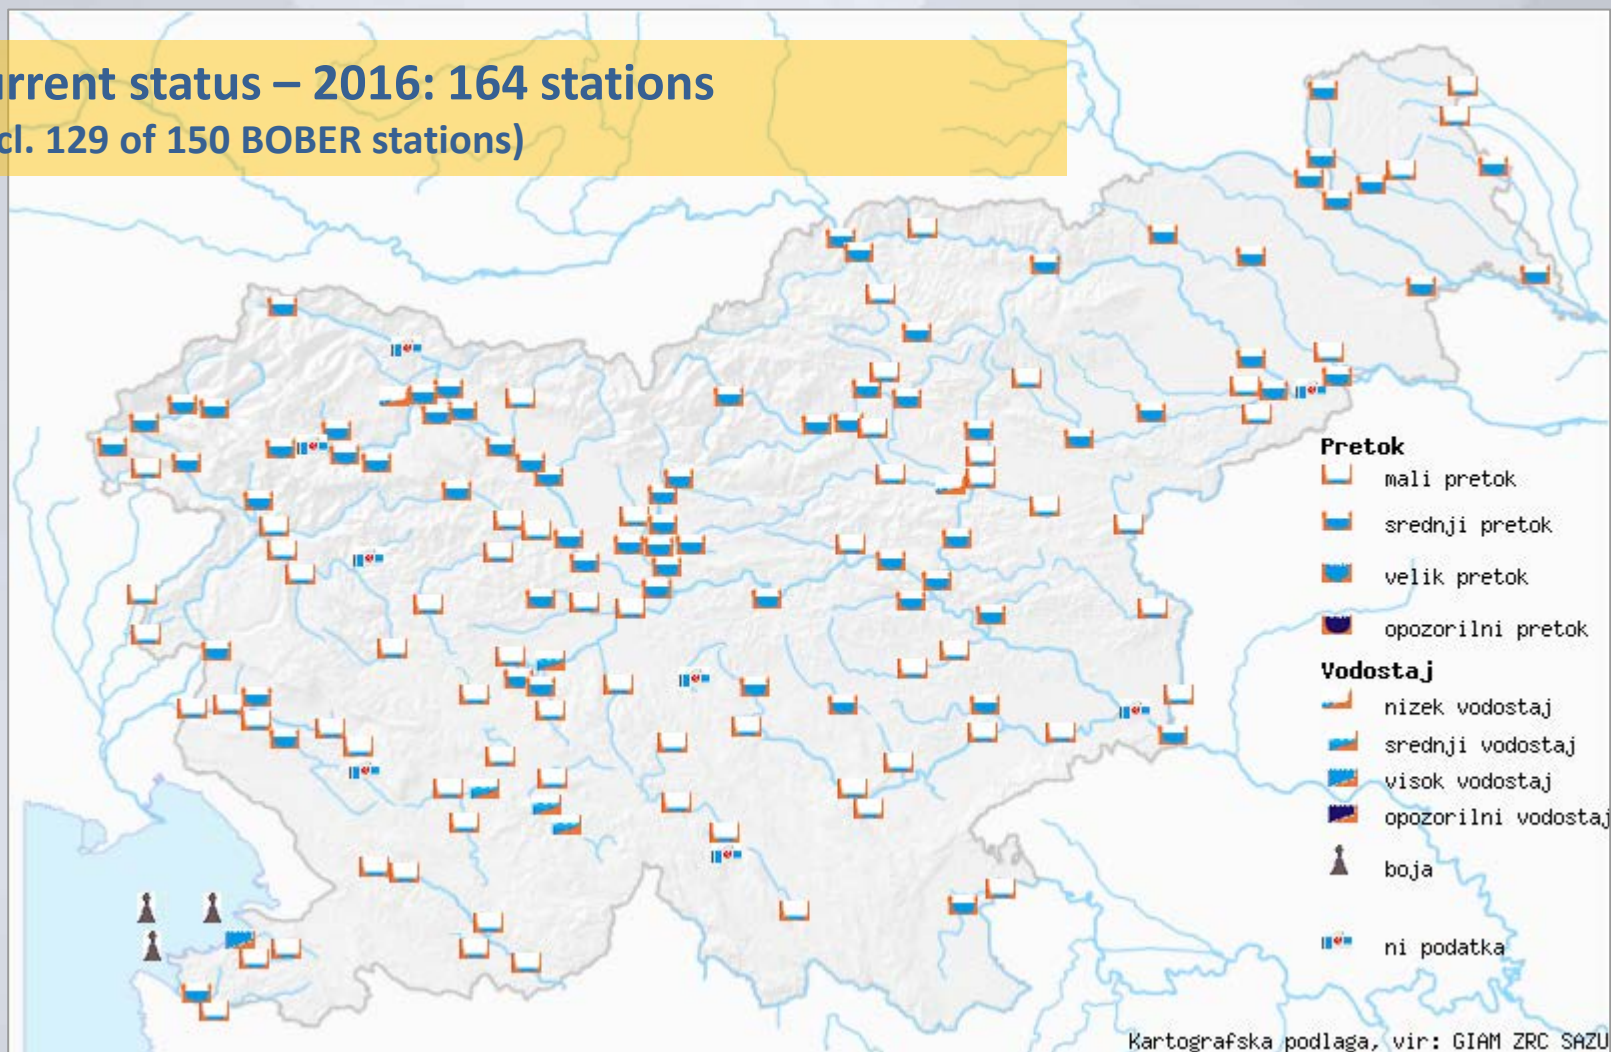 urrent status – 2016: 164 stations
cl. 129 of 150 BOBER stations)
Pretok
mali pretok
srednji pretok
velik pretok
opozorilni pretok
Vodostaj
nizek vodostaj
srednji vodostaj
visok vodostaj
opozorilni vodostaj
boja
ni podatka
Kartografska podlaga, vir: GIAM ZRC SAZU